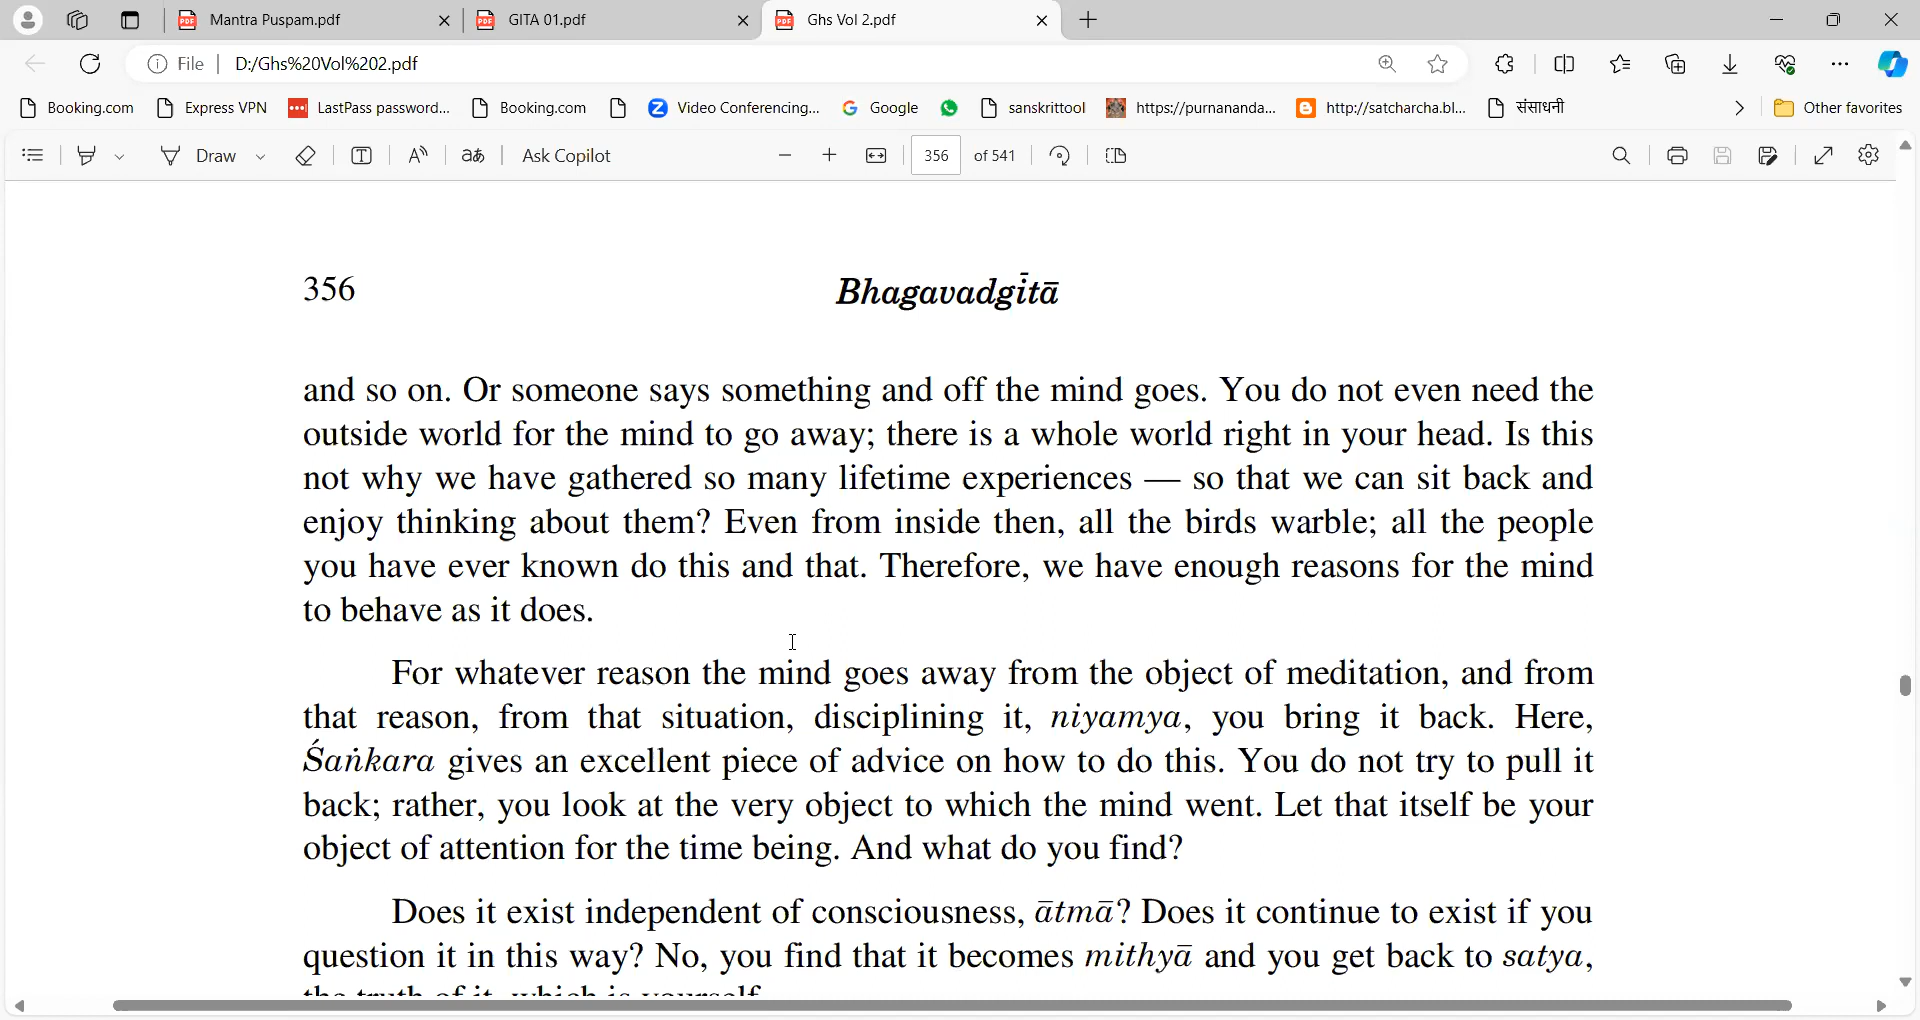 Mantra Puspam.pdf
GITA 01.pdf
Ghs Vol 2.pdf
File | D:/Ghs%20Vol%202.pdf
Booking.com Express VPN LastPass password... Booking.com Video Conferencing... Google sanskrittool https://purnananda... http://satcharcha.bl... संसाधनी Other favorites
Draw Ask Copilot 356 of 541
356 Bhagavadgītā
and so on. Or someone says something and off the mind goes. You do not even need the
outside world for the mind to go away; there is a whole world right in your head. Is this
not why we have gathered so many lifetime experiences — so that we can sit back and
enjoy thinking about them? Even from inside then, all the birds warble; all the people
you have ever known do this and that. Therefore, we have enough reasons for the mind
to behave as it does.
For whatever reason the mind goes away from the object of meditation, and from
that reason, from that situation, disciplining it, niyamya, you bring it back. Here,
Śaṅkara gives an excellent piece of advice on how to do this. You do not try to pull it
back; rather, you look at the very object to which the mind went. Let that itself be your
object of attention for the time being. And what do you find?
Does it exist independent of consciousness, ātmā? Does it continue to exist if you
question it in this way? No, you find that it becomes mithyā and you get back to satya,
the truth of it, which is yourself.